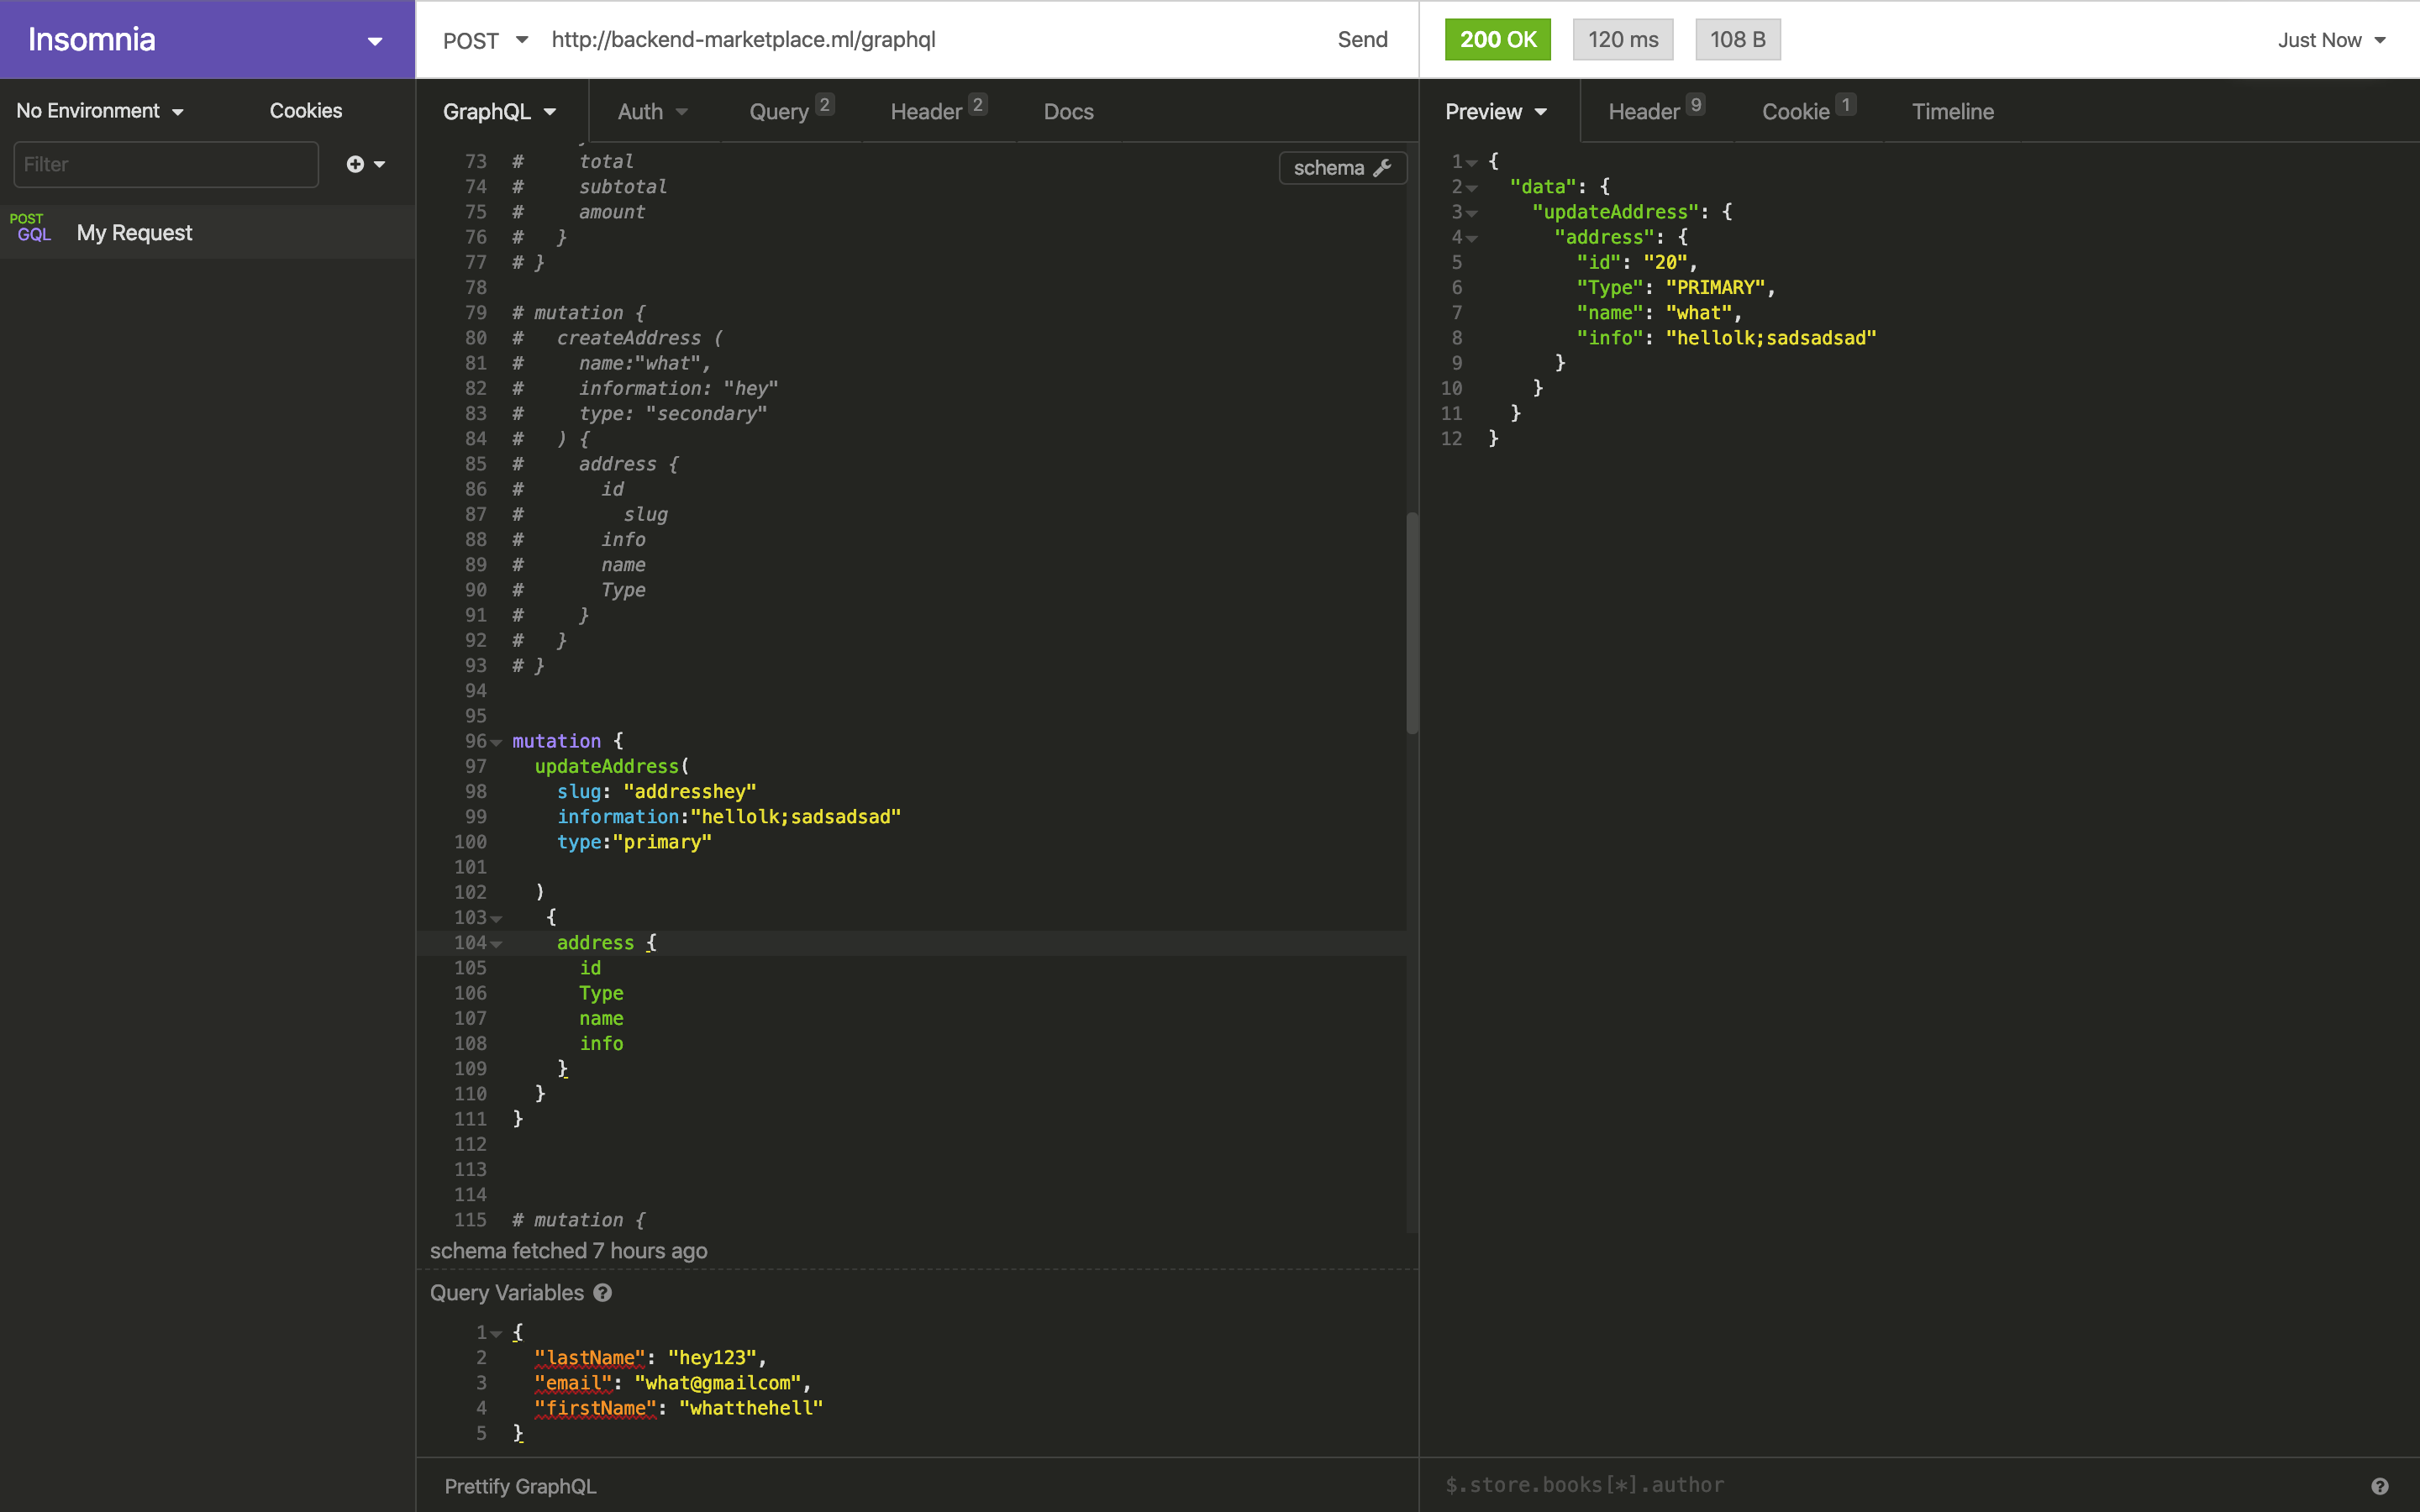 Insomnia
POST http://backend-marketplace.ml/graphql Send
200 OK 120 ms 108 B Just Now
No Environment Cookies
Filter
POST
GQL My Request
GraphQL Auth Query 2 Header 2 Docs
schema
73 # total
74 # subtotal
75 # amount
76 # }
77 # }
78
79 # mutation {
80 # createAddress (
81 # name:"what",
82 # information: "hey"
83 # type: "secondary"
84 # ) {
85 # address {
86 # id
87 # slug
88 # info
89 # name
90 # Type
91 # }
92 # }
93 # }
94
95
96 mutation {
97 updateAddress(
98 slug: "addresshey"
99 information:"hellolk;sadsadsad"
100 type:"primary"
101
102 )
103 {
104 address {
105 id
106 Type
107 name
108 info
109 }
110 }
111 }
112
113
114
115 # mutation {
schema fetched 7 hours ago
Query Variables ?
1 {
2 "lastName": "hey123",
3 "email": "what@gmailcom",
4 "firstName": "whatthehell"
5 }
Prettify GraphQL
Preview Header 9 Cookie 1 Timeline
1 {
2 "data": {
3 "updateAddress": {
4 "address": {
5 "id": "20",
6 "Type": "PRIMARY",
7 "name": "what",
8 "info": "hellolk;sadsadsad"
9 }
10 }
11 }
12 }
$.store.books[*].author ?